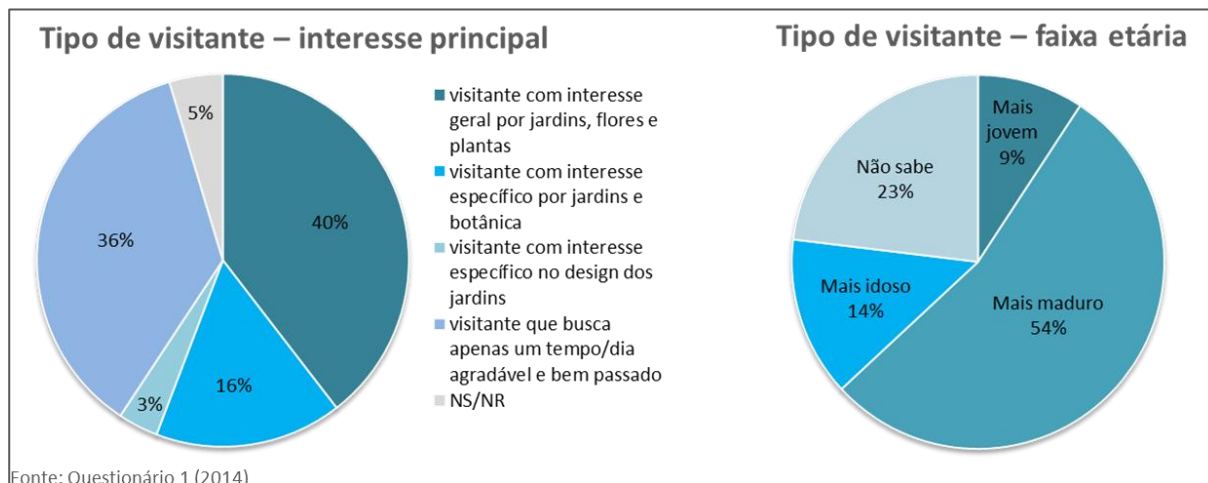 Tipo de visitante – interesse principal
5%
40%
36%
16%
3%
visitante com interesse
geral por jardins, flores e
plantas
visitante com interesse
específico por jardins e
botânica
visitante com interesse
específico no design dos
jardins
visitante que busca
apenas um tempo/dia
agradável e bem passado
NS/NR
Tipo de visitante – faixa etária
Mais
jovem
9%
Não sabe
23%
Mais idoso
14%
Mais maduro
54%
Fonte: Questionário 1 (2014)